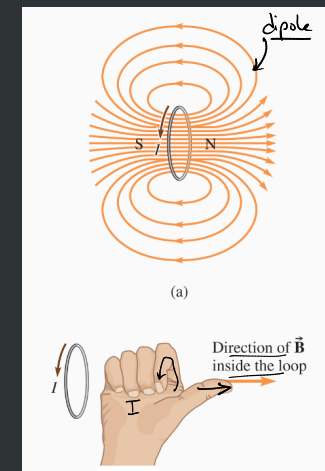 dipole
S I N
(a)
Direction of B⃗
inside the loop
I
I